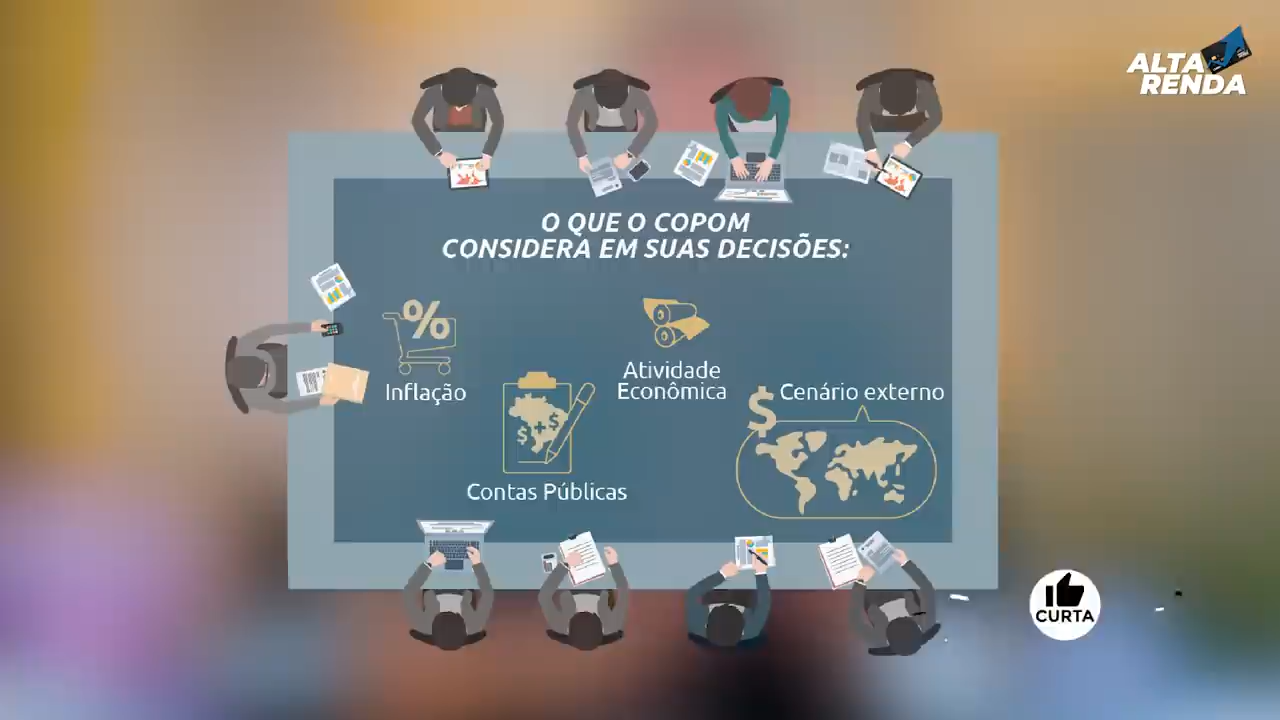 ALTA
RENDA
O QUE O COPOM
CONSIDERA EM SUAS DECISÕES:
%
Inflação
Atividade
Econômica
$ Cenário externo
$ + $
Contas Públicas
CURTA